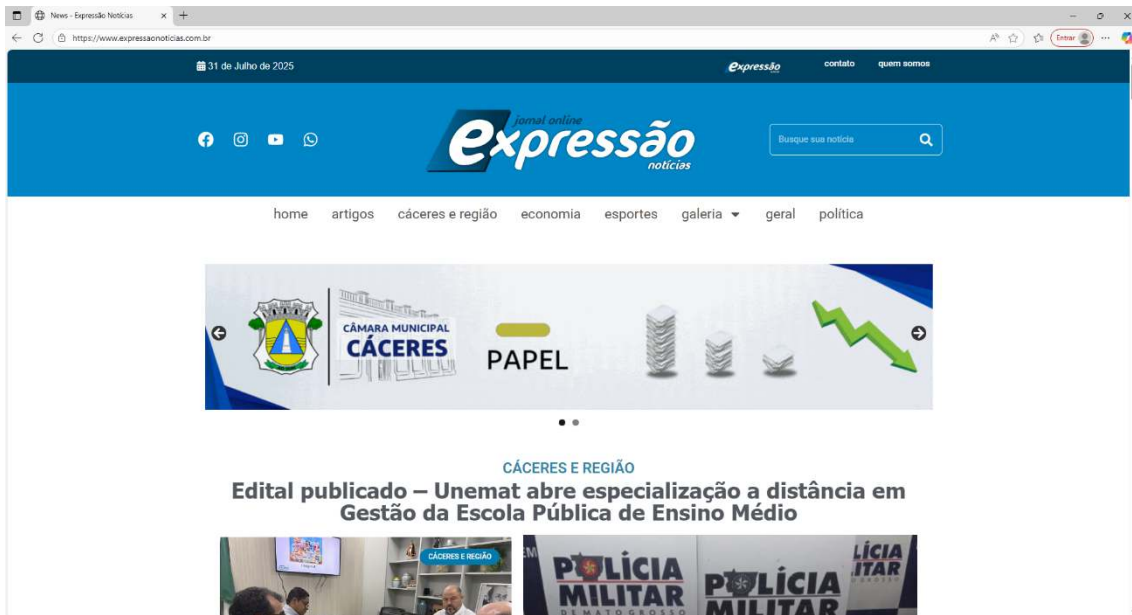 News - Expressão Notícias
https://www.expressaonoticias.com.br
Entrar
31 de Julho de 2025
expressão
contato
quem somos
jornal online
expressão
notícias
Busque sua notícia
home
artigos
cáceres e região
economia
esportes
galeria
geral
política
CÂMARA MUNICIPAL
CÁCERES
PAPEL
CÁCERES E REGIÃO
Edital publicado – Unemat abre especialização a distância em
Gestão da Escola Pública de Ensino Médio
CÁCERES E REGIÃO
POLÍCIA
MILITAR
DE MATO GROSSO
POLÍCIA
MILITAR
LÍCIA
ITAR